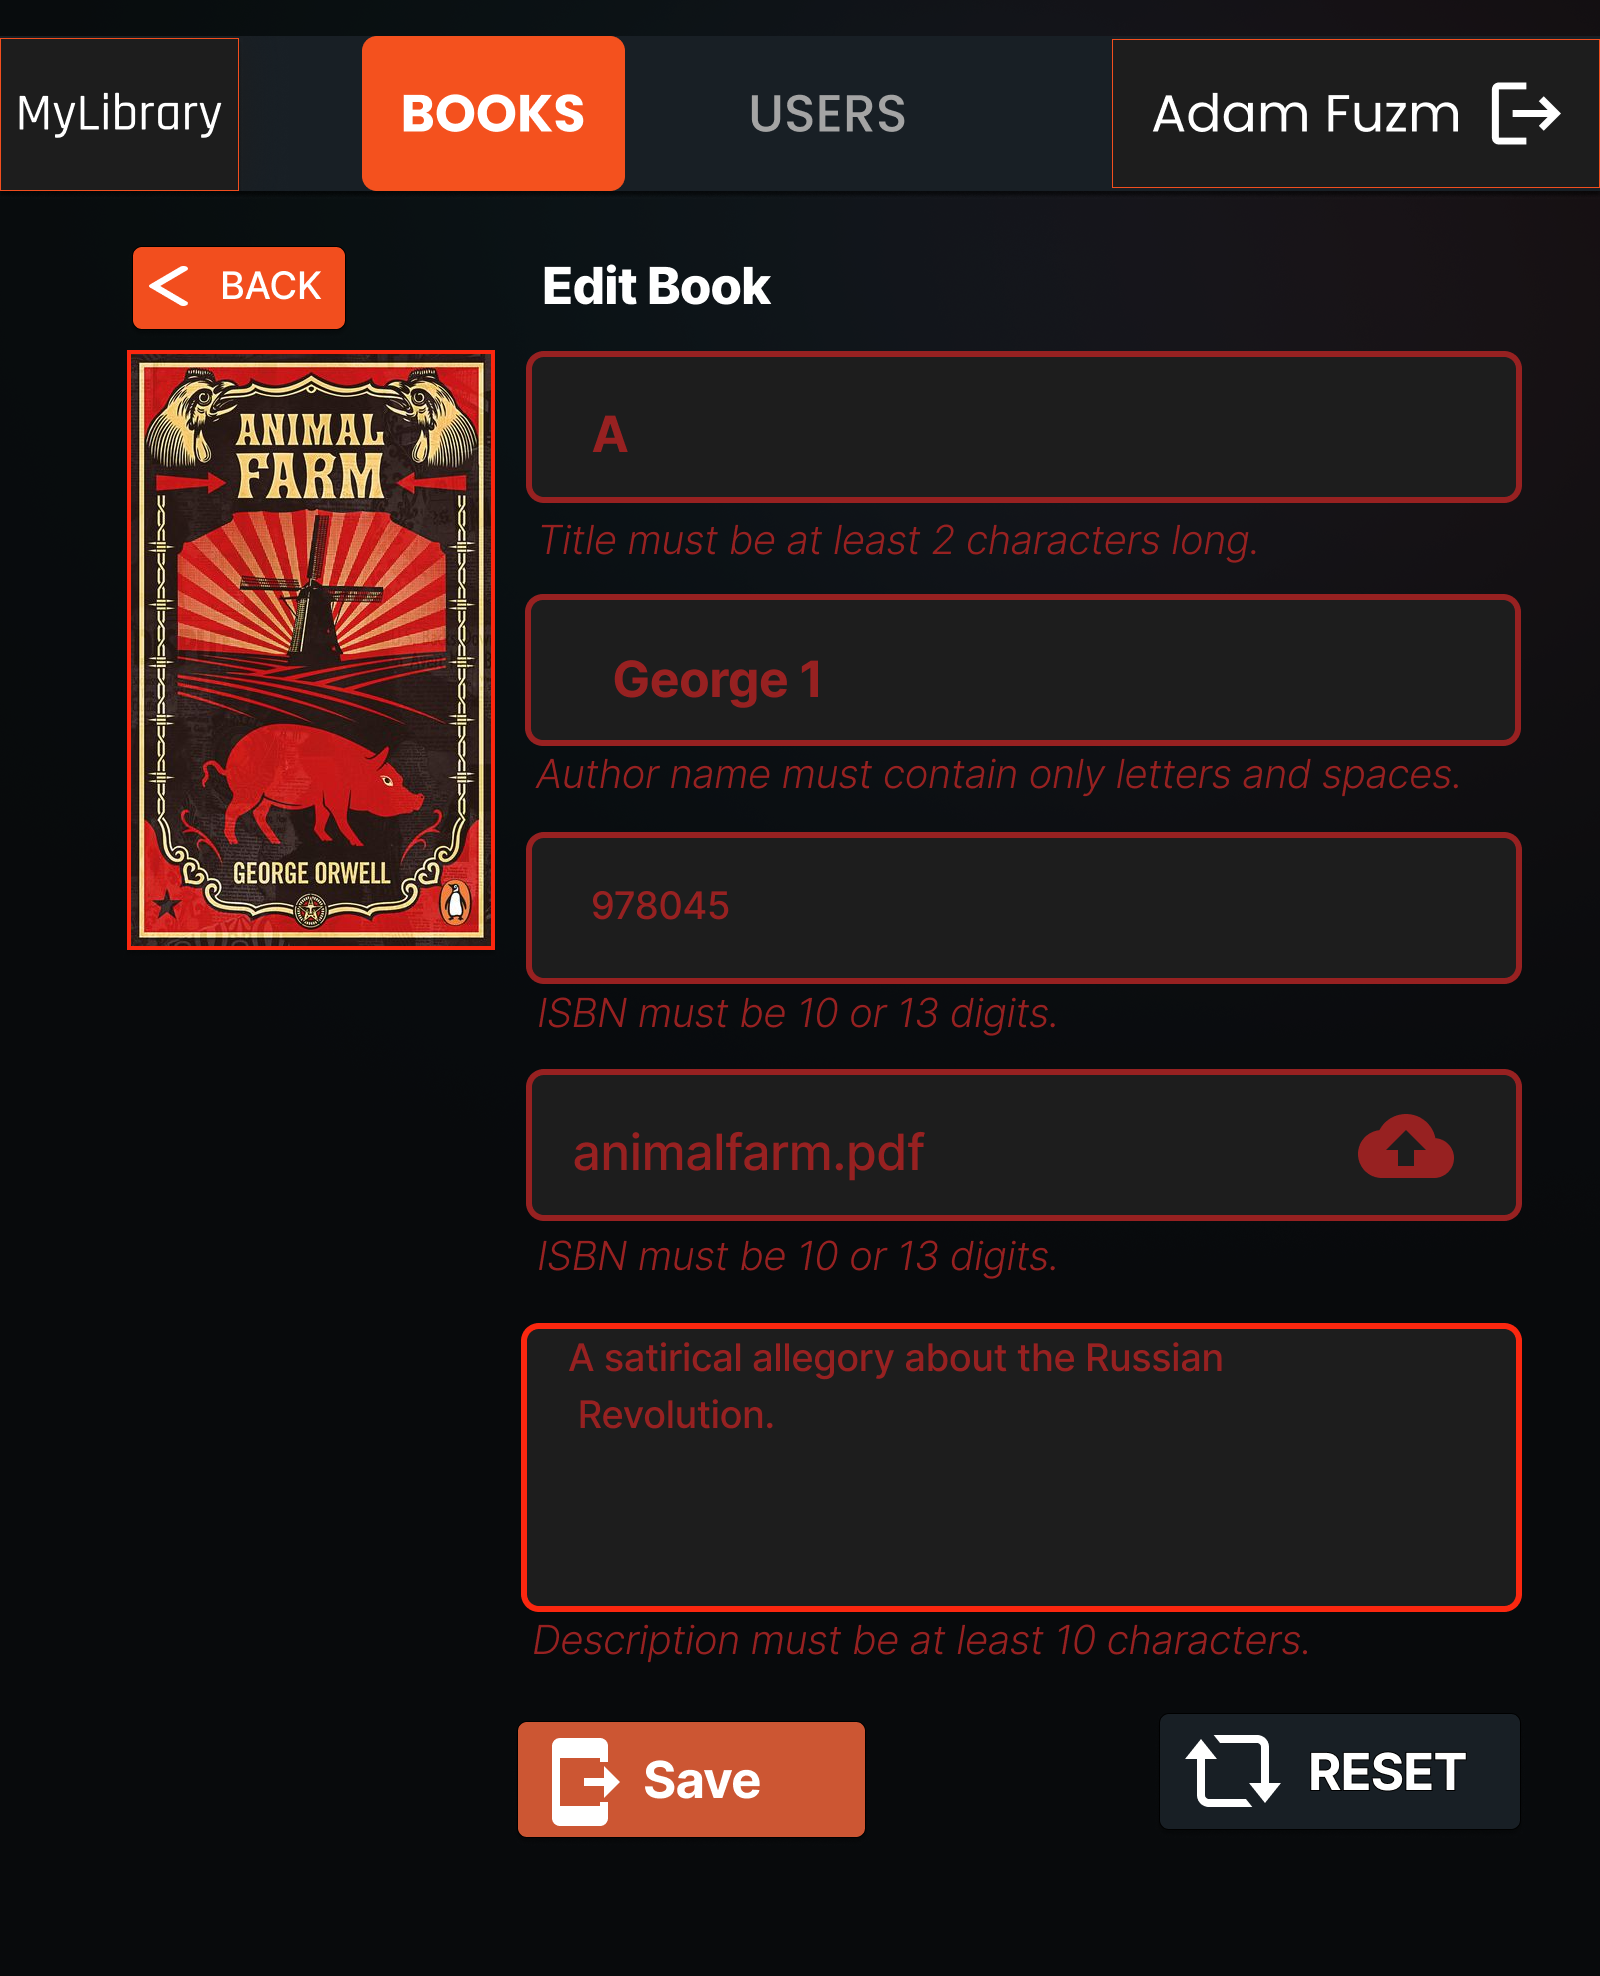 MyLibrary
BOOKS
USERS
Adam Fuzm
BACK
Edit Book
ANIMAL
FARM
GEORGE ORWELL
A
Title must be at least 2 characters long.
George 1
Author name must contain only letters and spaces.
978045
ISBN must be 10 or 13 digits.
animalfarm.pdf
ISBN must be 10 or 13 digits.
A satirical allegory about the Russian
Revolution.
Description must be at least 10 characters.
Save
RESET